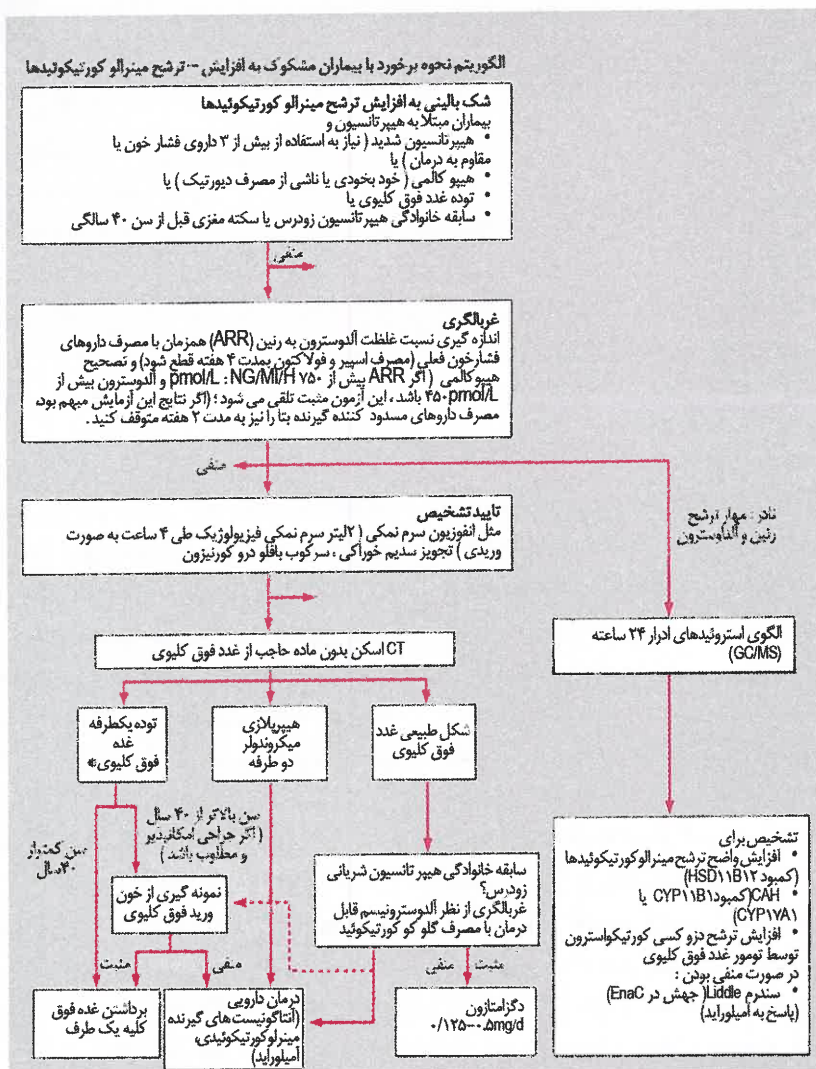 الگوریتم نحوه برخورد با بیماران مشکوک به افزایش -- ترشح مینرالو کورتیکوئیدها
شک بالینی به افزایش ترشح مینرالو کورتیکوئیدها
بیماران مبتلا به هیپرتانسیون و
• هیپرتانسیون شدید ( نیاز به استفاده از بیش از ۳ داروی فشار خون یا
مقاوم به درمان ) یا
• هیپو کالمی ( خود بخودی یا ناشی از مصرف دیورتیک ) یا
• توده غدد فوق کلیوی یا
• سابقه خانوادگی هیپرتانسیون زودرس یا سکته مغزی قبل از سن ۴۰ سالگی
منفی
غربالگری
اندازه گیری نسبت غلظت آلدوسترون به رنین (ARR) همزمان با مصرف داروهای
فشارخون فعلی (مصرف اسپیر و فولاکتون بمدت ۴ هفته قطع شود) و تصحیح
هیپوکالمی ( اگر ARR بیش از ۷۵۰ pmol/L : NG/Ml/H و آلدوسترون بیش از
۴۵۰pmol/L باشد ، این آزمون مثبت تلقی می شود ؛ (اگر نتایج این آزمایش مبهم بود،
مصرف داروهای مسدود کننده گیرنده بتا را نیز به مدت ۲ هفته متوقف کنید .
منفی
تایید تشخیص
مثل انفوزیون سرم نمکی ( ۲لیتر سرم نمکی فیزیولوژیک طی ۴ ساعت به صورت
وریدی ) تجویز سدیم خوراکی ، سرکوب بافلو درو کورتیزون
نادر : مهار ترشح
رنین و آلدوسترون
CT اسکن بدون ماده حاجب از غدد فوق کلیوی
الگوی استروئیدهای ادرار ۲۴ ساعته
(GC/MS)
توده یکطرفه
غده
فوق کلیوی*
هیپرپلازی
میکروندولر
دو طرفه
شکل طبیعی غدد
فوق کلیوی
سن کمتر از
۴۰سال
سن بالاتر از ۴۰ سال
( اگر جراحی امکانپذیر
و مطلوب باشد )
نمونه گیری از خون
ورید فوق کلیوی
سابقه خانوادگی هیپر تانسیون شریانی
زودرس؟
غربالگری از نظر آلدوسترونیسم قابل
درمان با مصرف گلو کو کورتیکوئید
مثبت
منفی
منفی
مثبت
برداشتن غده فوق
کلیه یک طرف
درمان دارویی
(آنتاگونیست‌های گیرنده
مینرلوکورتیکوئیدی،
آمیلوراید)
دگزامتازون
۰/۱۲۵–۰.۵mg/d
تشخیص برای
• افزایش واضح ترشح مینرالوکورتیکوئیدها
(کمبود HSD۱۱B۱۲)
• CAH(کمبود CYP۱۱B۱ یا
CYP۱۷A۱)
• افزایش ترشح دزو کسی کورتیکواسترون
توسط تومور غدد فوق کلیوی
در صورت منفی بودن :
• سندرم Liddle( جهش در EnaC)
(پاسخ به آمیلوراید)